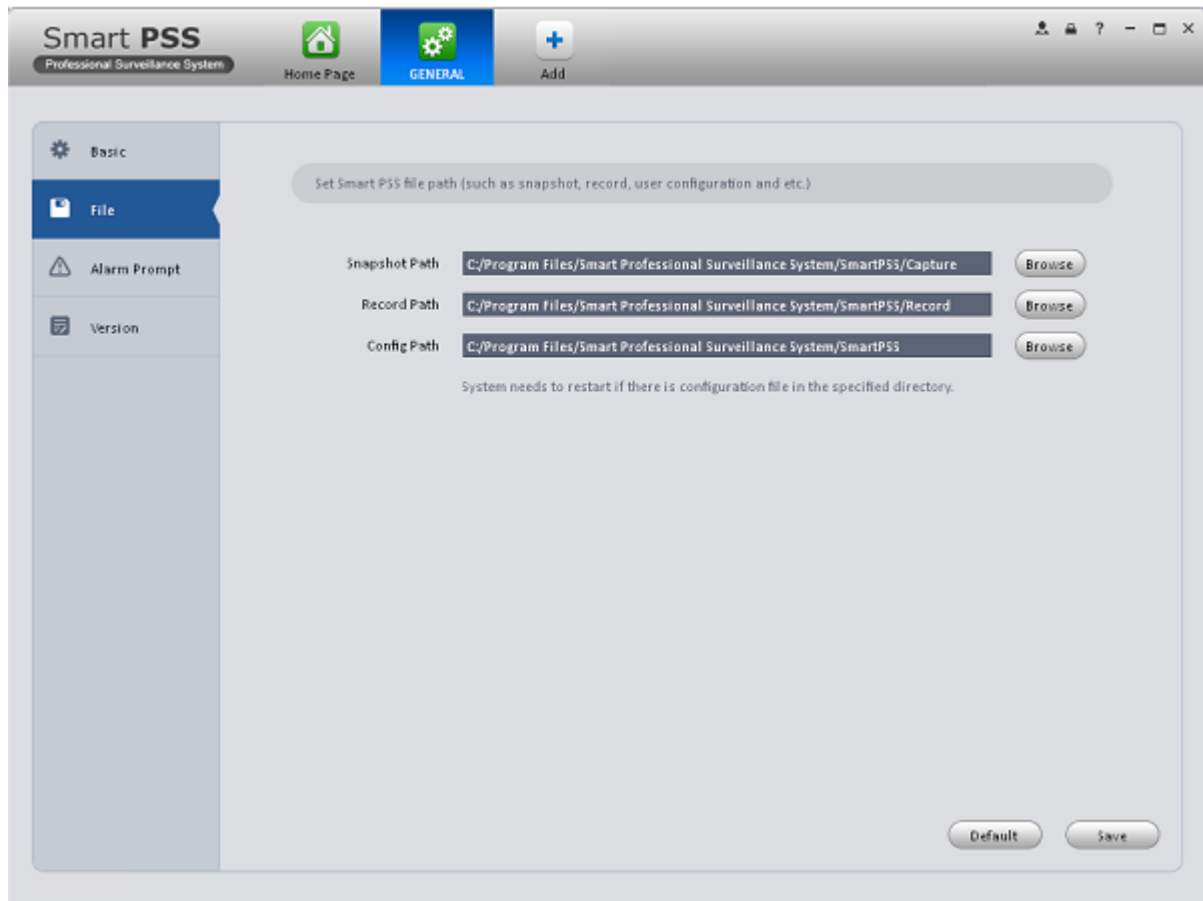 Smart PSS
Professional Surveillance System
Home Page
GENERAL
Add
Basic
File
Alarm Prompt
Version
Set Smart PSS file path (such as snapshot, record, user configuration and etc.)
Snapshot Path C:/Program Files/Smart Professional Surveillance System/SmartPSS/Capture Browse
Record Path C:/Program Files/Smart Professional Surveillance System/SmartPSS/Record Browse
Config Path C:/Program Files/Smart Professional Surveillance System/SmartPSS Browse
System needs to restart if there is configuration file in the specified directory.
Default Save